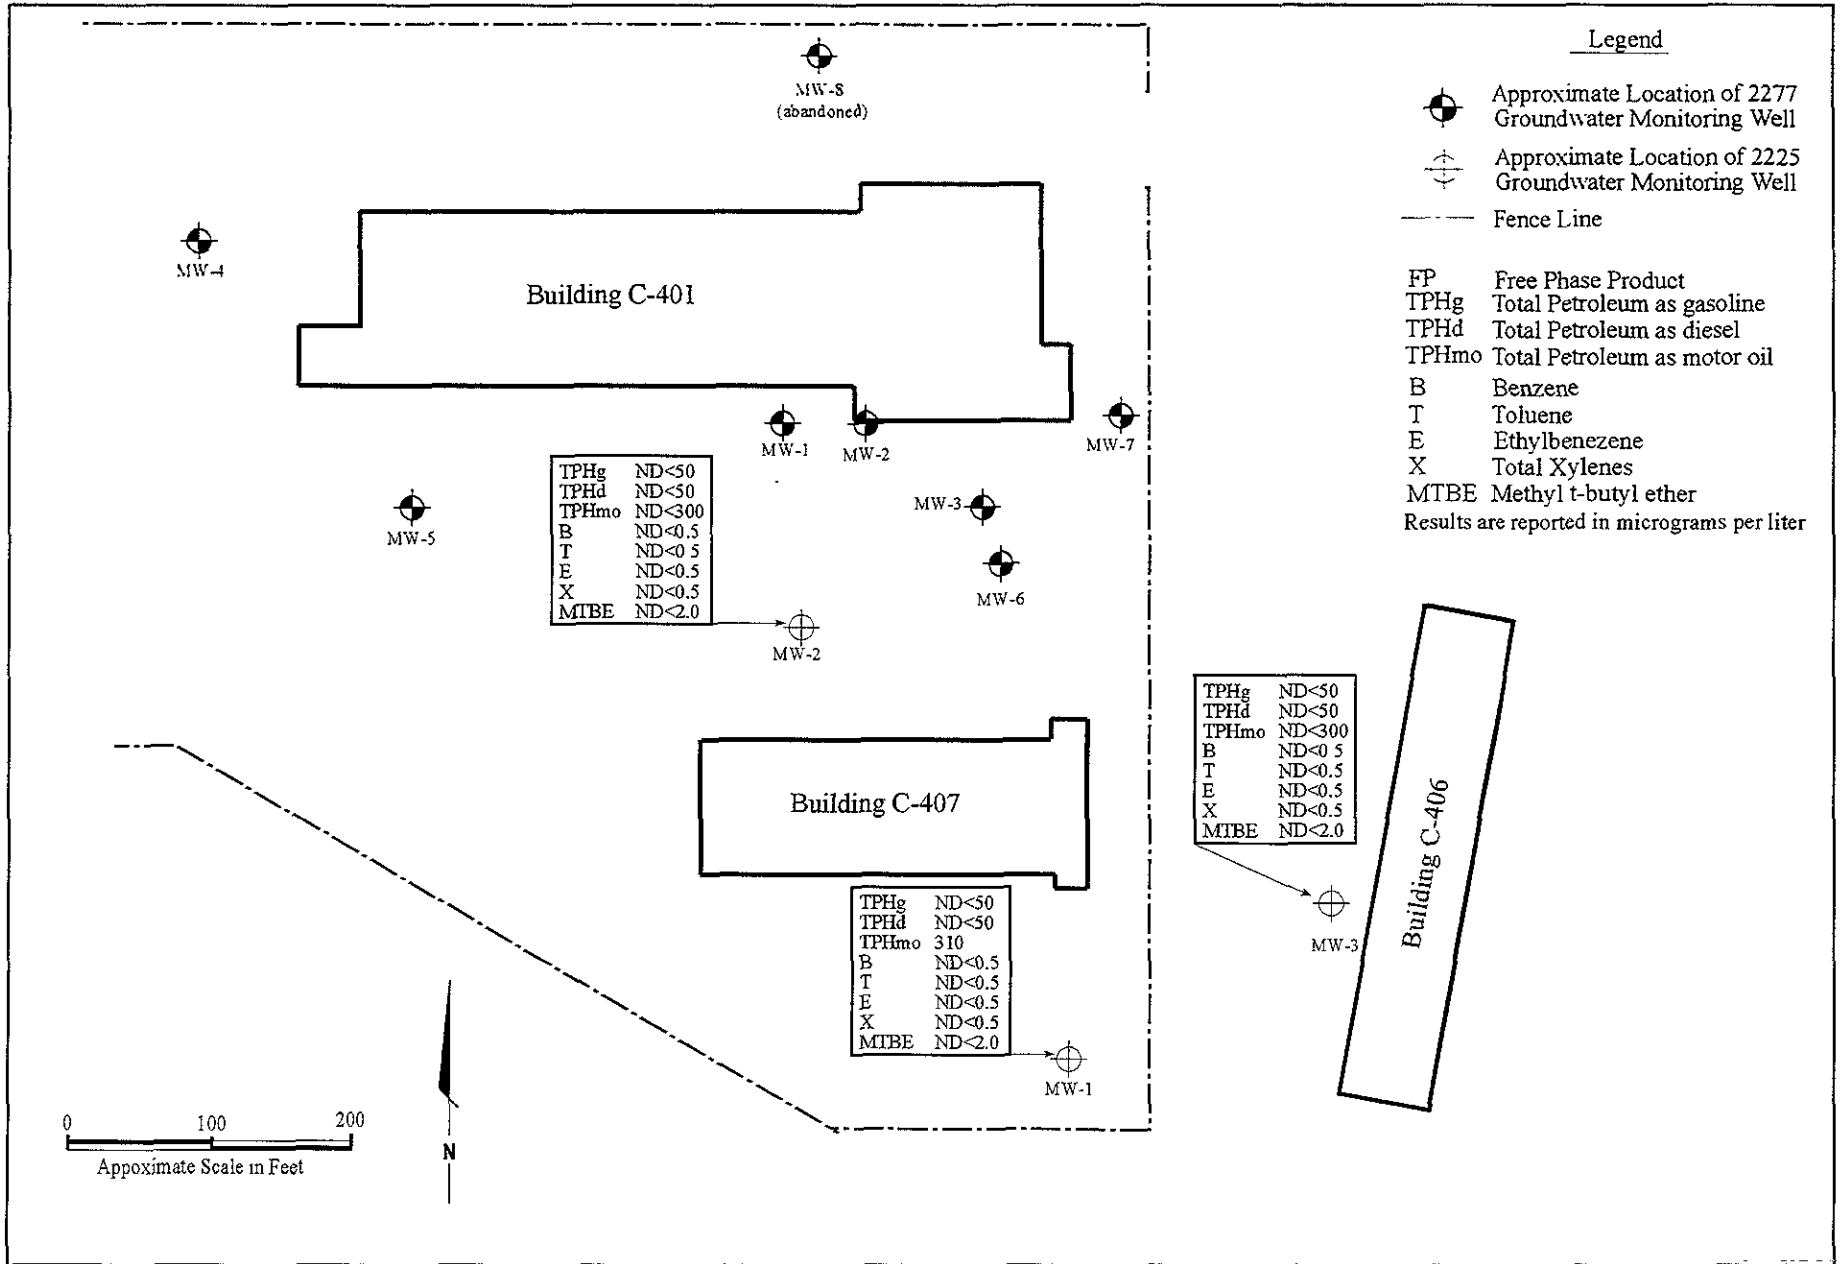 Legend
Approximate Location of 2277
Groundwater Monitoring Well
Approximate Location of 2225
Groundwater Monitoring Well
Fence Line
FP Free Phase Product
TPHg Total Petroleum as gasoline
TPHd Total Petroleum as diesel
TPHmo Total Petroleum as motor oil
B Benzene
T Toluene
E Ethylbenezene
X Total Xylenes
MTBE Methyl t-butyl ether
Results are reported in micrograms per liter
MW-8
(abandoned)
MW-4
Building C-401
MW-1
MW-2
MW-7
MW-5
MW-3
MW-6
TPHg ND<50
TPHd ND<50
TPHmo ND<300
B ND<0.5
T ND<0 5
E ND<0.5
X ND<0.5
MTBE ND<2.0
MW-2
Building C-407
TPHg ND<50
TPHd ND<50
TPHmo ND<300
B ND<0 5
T ND<0.5
E ND<0.5
X ND<0.5
MTBE ND<2.0
MW-3
Building C-406
TPHg ND<50
TPHd ND<50
TPHmo 310
B ND<0.5
T ND<0.5
E ND<0.5
X ND<0.5
MTBE ND<2.0
MW-1
0 100 200
Appoximate Scale in Feet
N